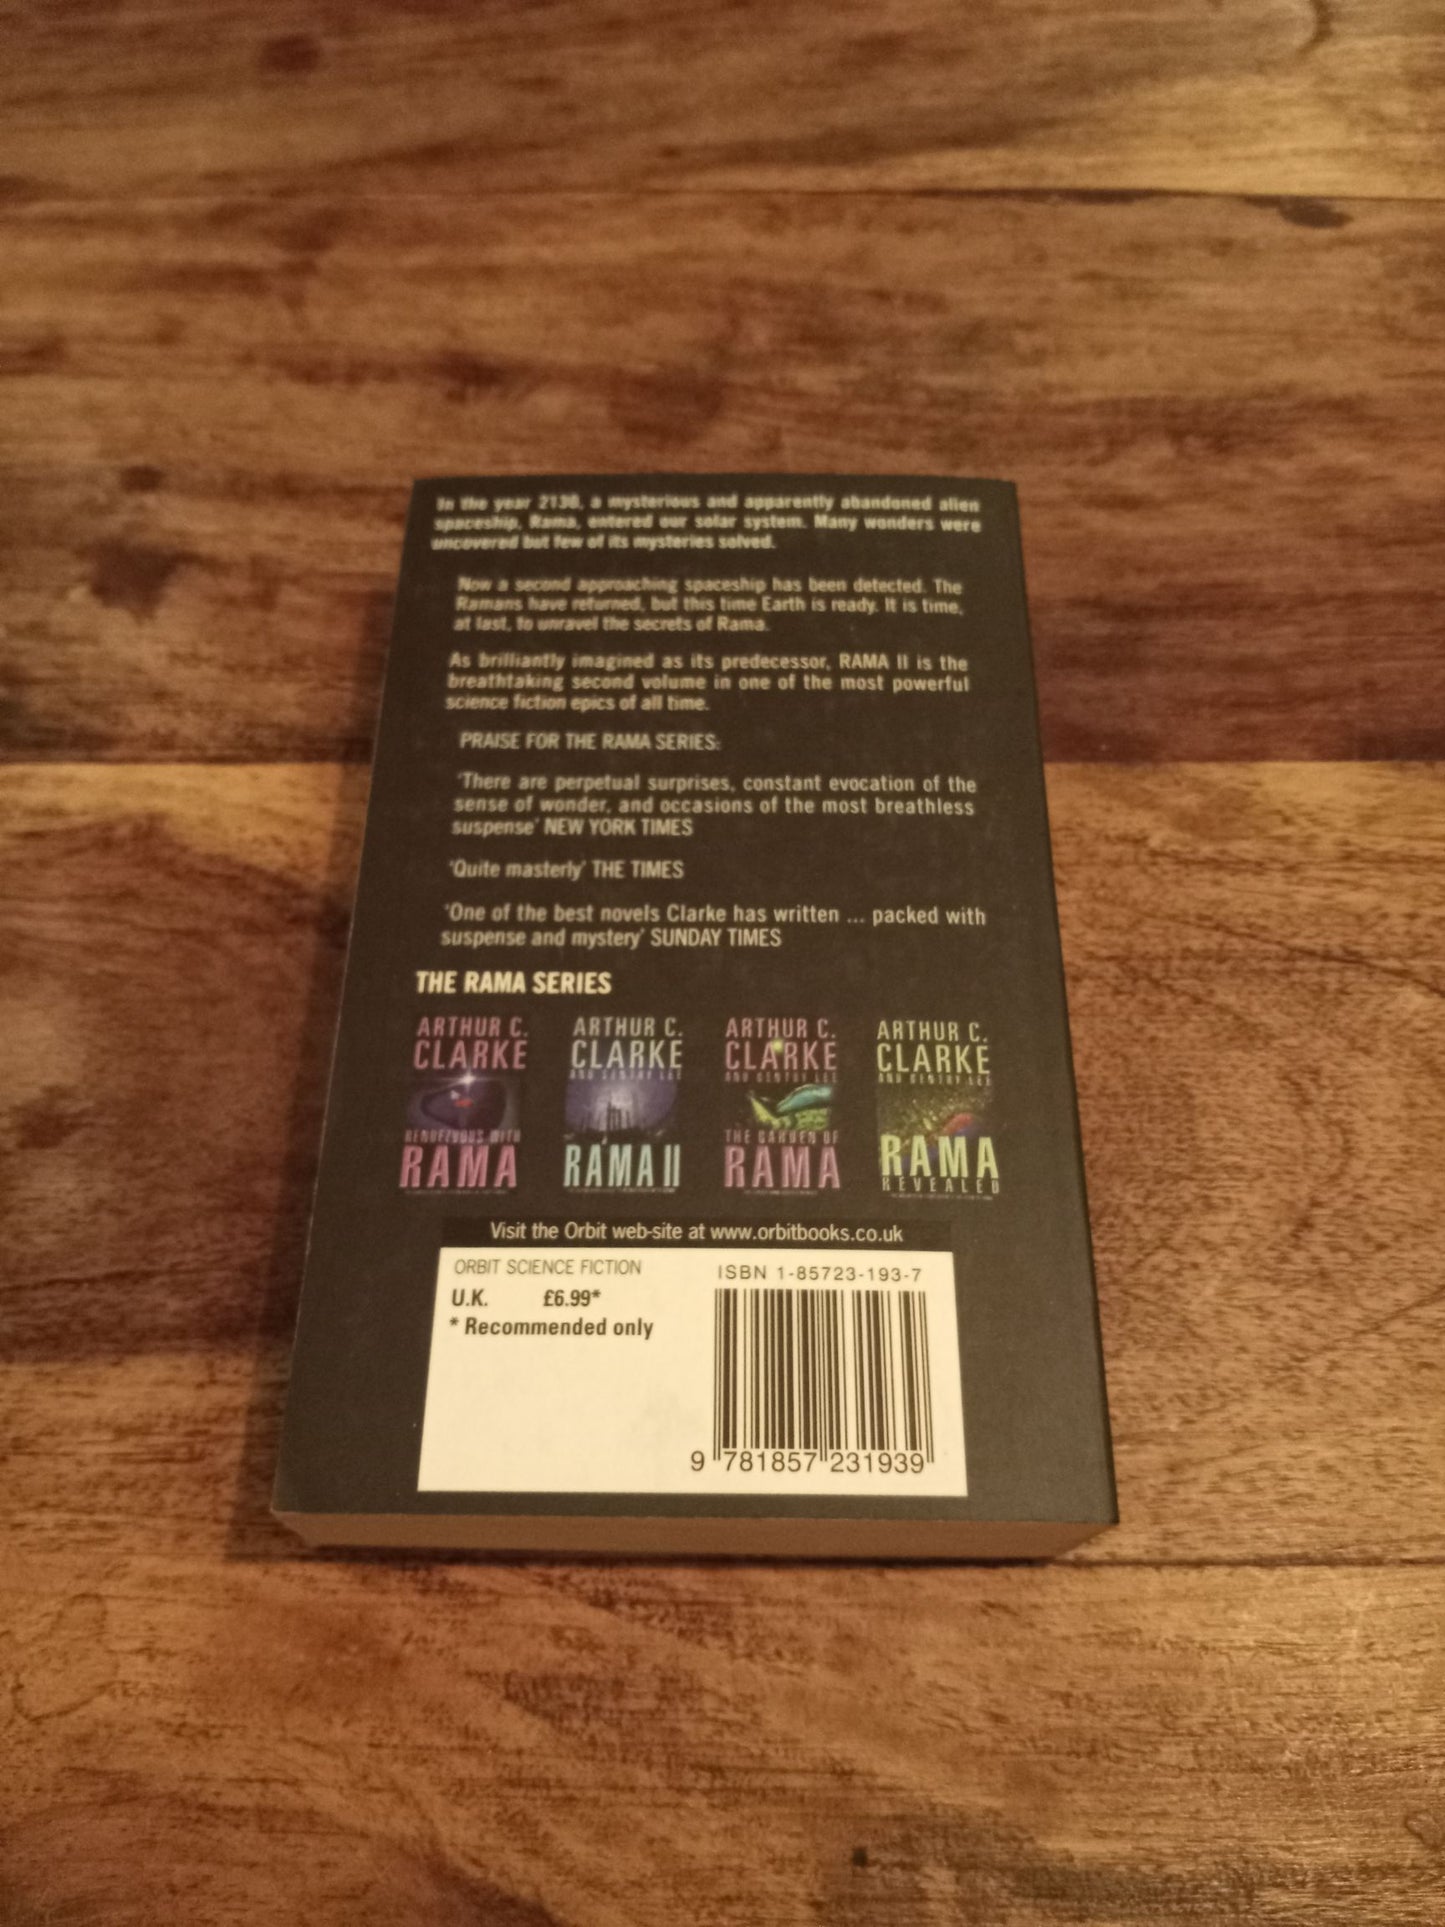 In the year 2130, a mysterious and apparently abandoned alien
spaceship, Rama, entered our solar system. Many wonders were
uncovered but few of its mysteries solved.
Now a second approaching spaceship has been detected. The
Ramans have returned, but this time Earth is ready. It is time,
at last, to unravel the secrets of Rama.
As brilliantly imagined as its predecessor, RAMA II is the
breathtaking second volume in one of the most powerful
science fiction epics of all time.
PRAISE FOR THE RAMA SERIES:
'There are perpetual surprises, constant evocation of the
sense of wonder, and occasions of the most breathless
suspense' NEW YORK TIMES
'Quite masterly' THE TIMES
'One of the best novels Clarke has written ... packed with
suspense and mystery' SUNDAY TIMES
THE RAMA SERIES
ARTHUR C.
CLARKE
RENDEZVOUS WITH
RAMA
ARTHUR C.
CLARKE
AND GENTRY LEE
RAMA II
ARTHUR C.
CLARKE
AND GENTRY LEE
THE GARDEN OF
RAMA
ARTHUR C.
CLARKE
AND GENTRY LEE
RAMA
REVEALED
Visit the Orbit web-site at www.orbitbooks.co.uk
ORBIT SCIENCE FICTION
U.K. £6.99*
* Recommended only
ISBN 1-85723-193-7
9 781857 231939